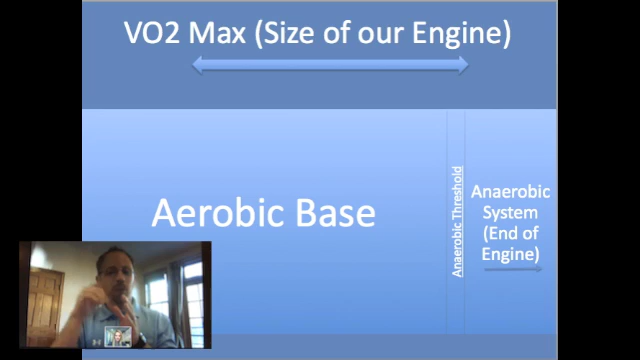 VO2 Max (Size of our Engine)
Aerobic Base
Anaerobic Threshold
Anaerobic
System
(End of
Engine)